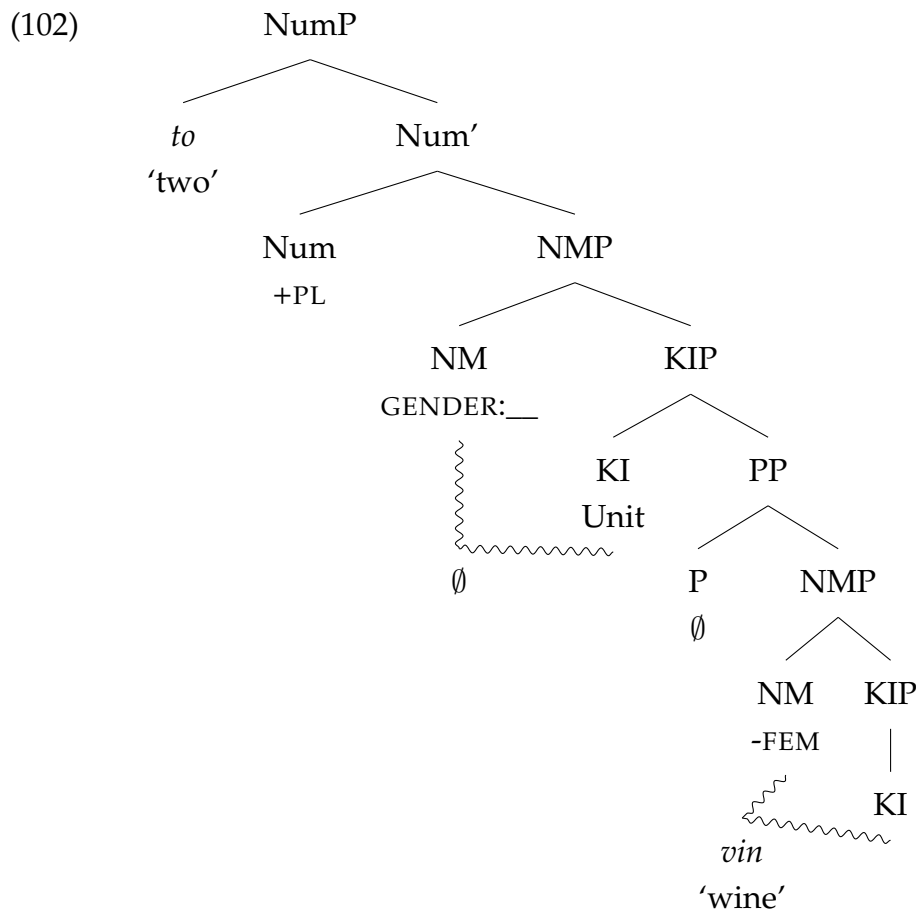 (102) NumP
to Num'
'two'
Num NMP
+PL
NM KIP
GENDER:__
KI PP
Unit
∅ P NMP
∅
NM KIP
-FEM
KI
vin
'wine'